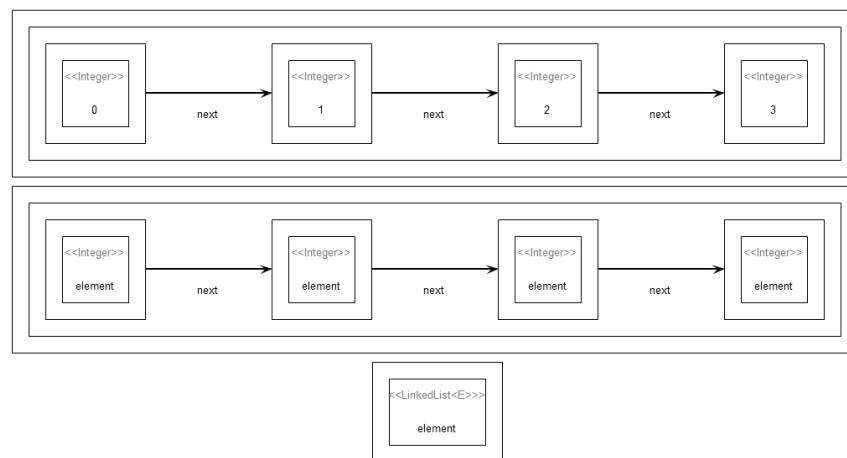 <<Integer>> <<Integer>> <<Integer>> <<Integer>>
0 1 2 3
next next next
<<Integer>> <<Integer>> <<Integer>> <<Integer>>
element element element element
next next next
<<LinkedList<E>>>
element